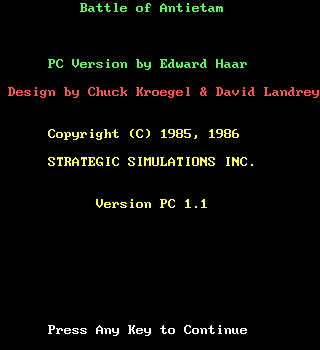 Battle of Antietam
PC Version by Edward Haar
Design by Chuck Kroegel & David Landrey
Copyright (C) 1985, 1986
STRATEGIC SIMULATIONS INC.
Version PC 1.1
Press Any Key to Continue